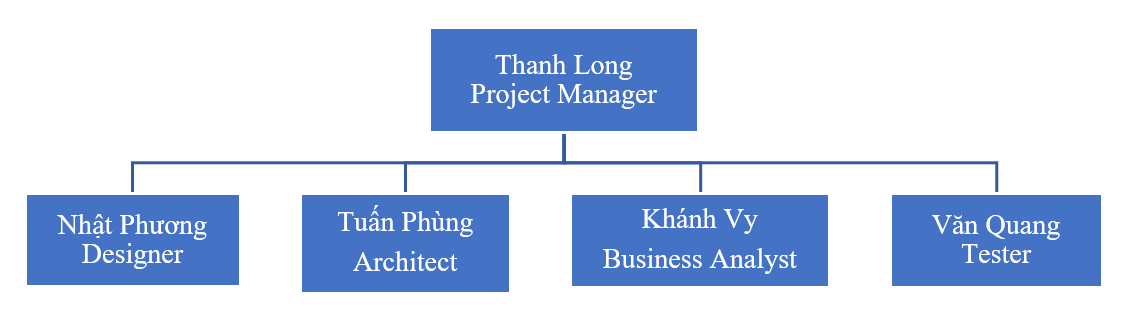 Thanh Long
Project Manager
Nhật Phương
Designer
Tuấn Phùng
Architect
Khánh Vy
Business Analyst
Văn Quang
Tester